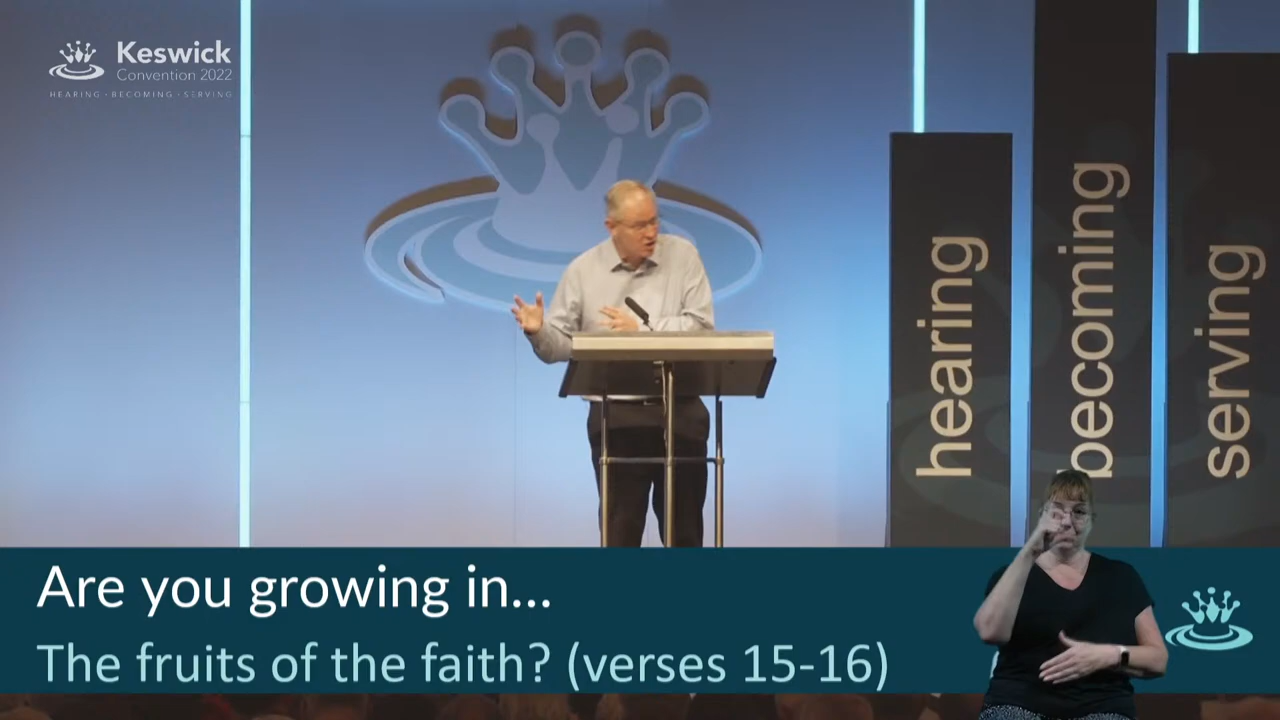 Keswick
Convention 2022
HEARING · BECOMING · SERVING
hearing
becoming
serving
Are you growing in...
The fruits of the faith? (verses 15-16)